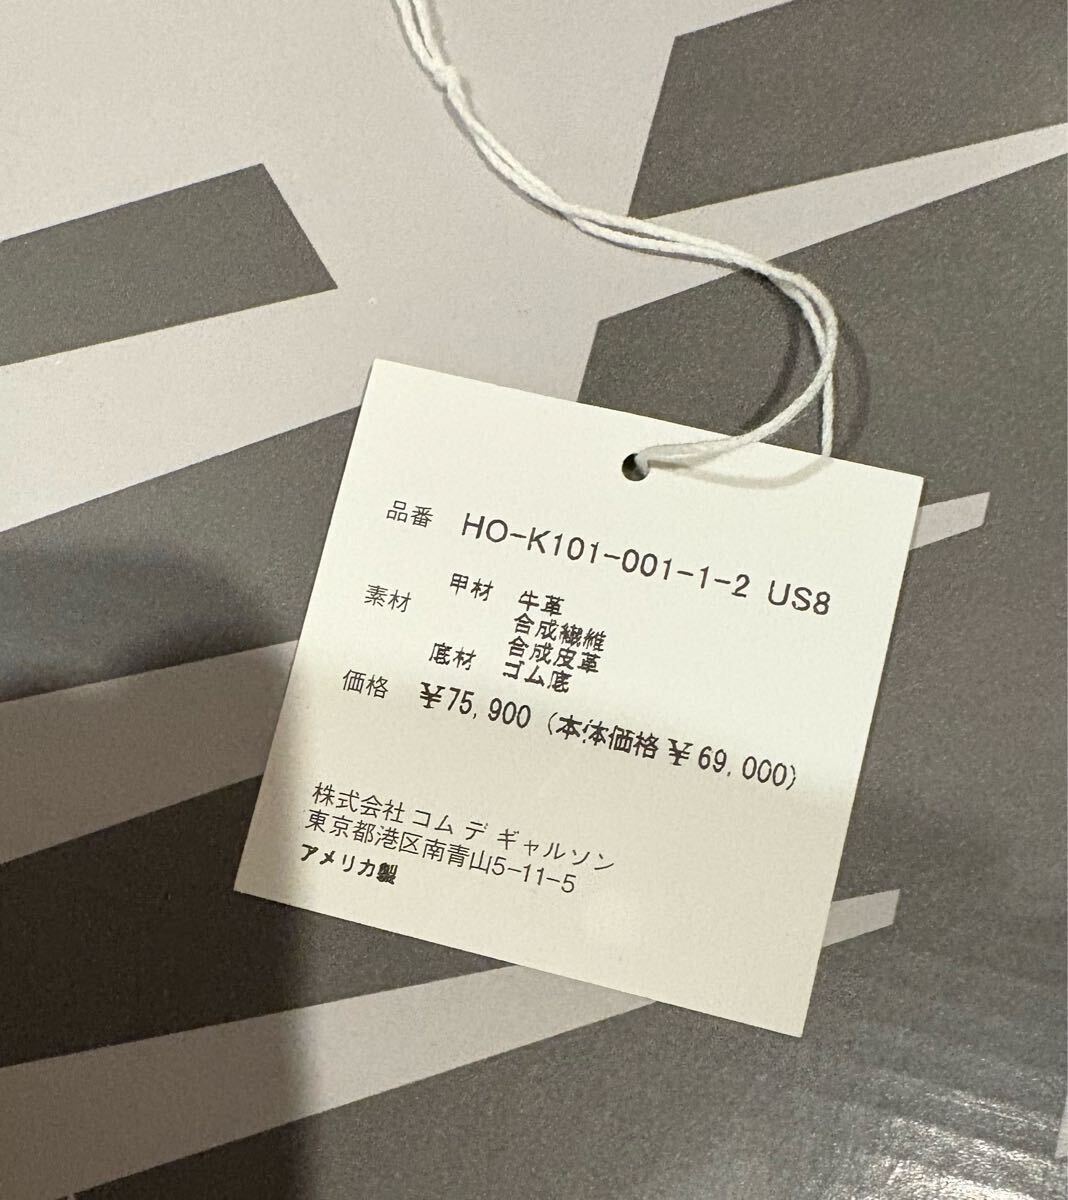 品番 HO-K101-001-1-2 US8
素材 甲材 牛革
合成繊維
合成皮革
底材 ゴム底
価格 ¥75,900 (本体価格 ¥69,000)
株式会社 コム デ ギャルソン
東京都港区南青山5-11-5
アメリカ製